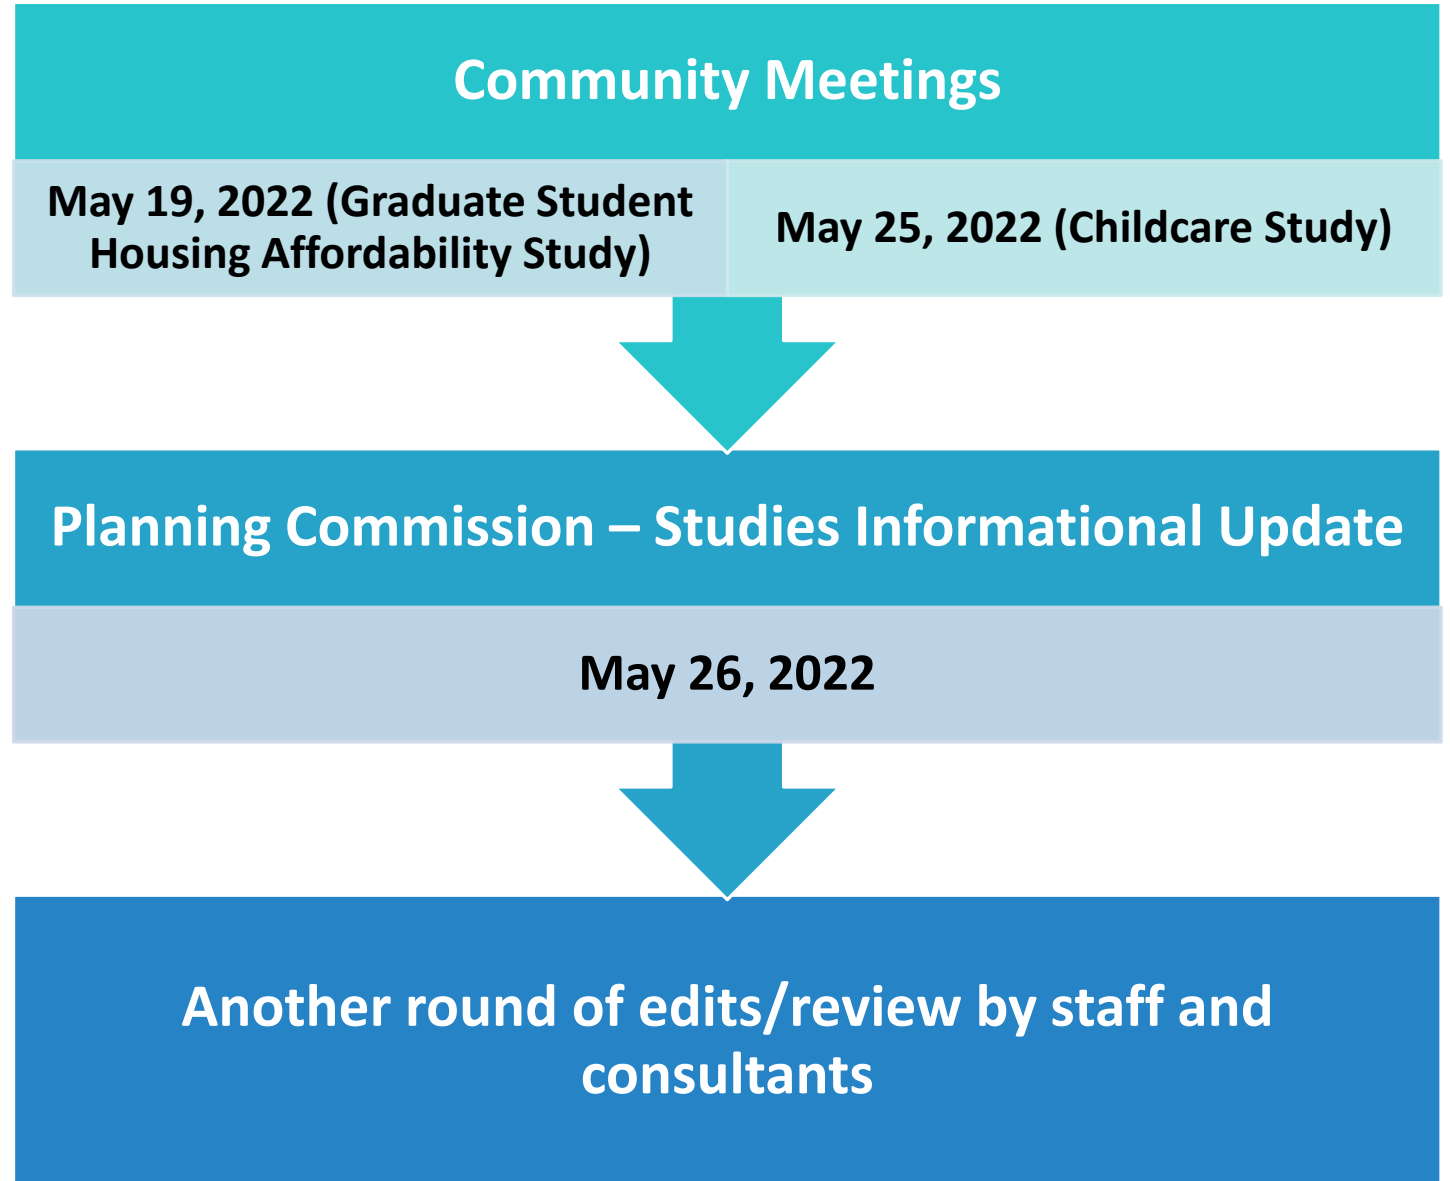 Community Meetings
May 19, 2022 (Graduate Student
Housing Affordability Study)
May 25, 2022 (Childcare Study)
Planning Commission – Studies Informational Update
May 26, 2022
Another round of edits/review by staff and
consultants